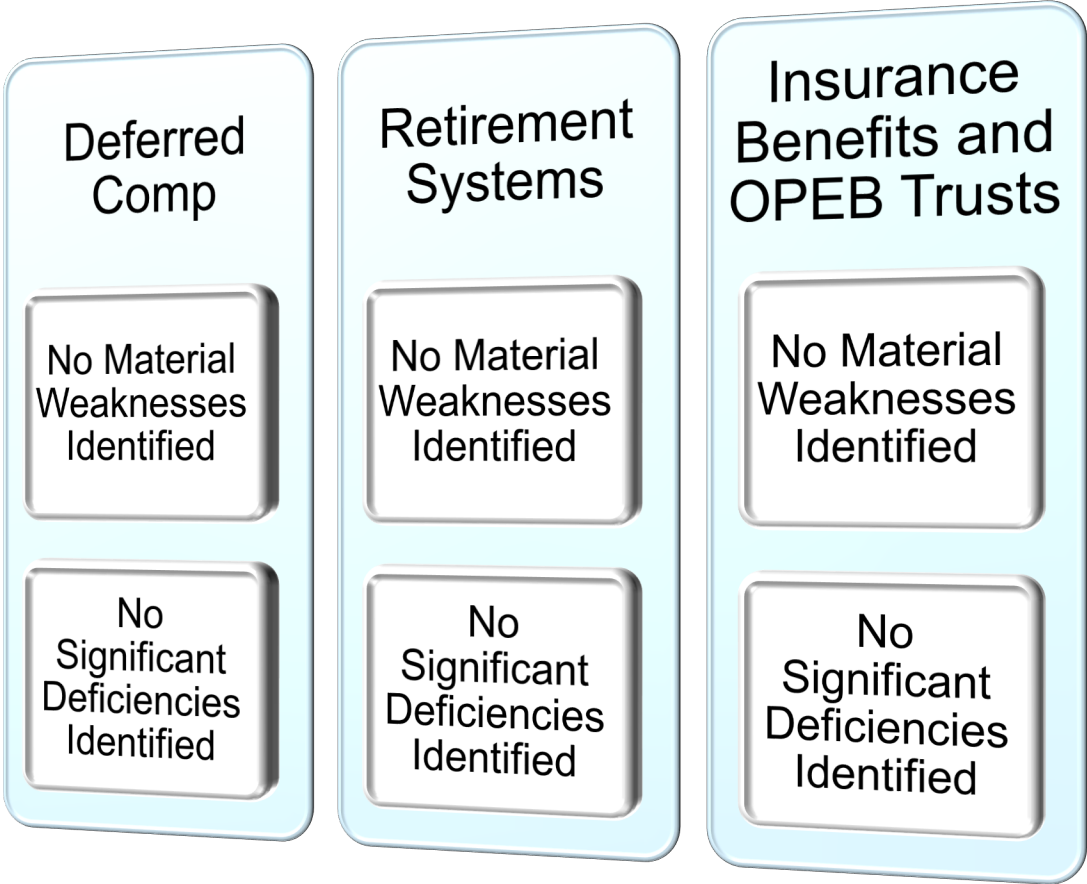 Deferred
Comp
No Material
Weaknesses
Identified
No
Significant
Deficiencies
Identified
Retirement
Systems
No Material
Weaknesses
Identified
No
Significant
Deficiencies
Identified
Insurance
Benefits and
OPEB Trusts
No Material
Weaknesses
Identified
No
Significant
Deficiencies
Identified